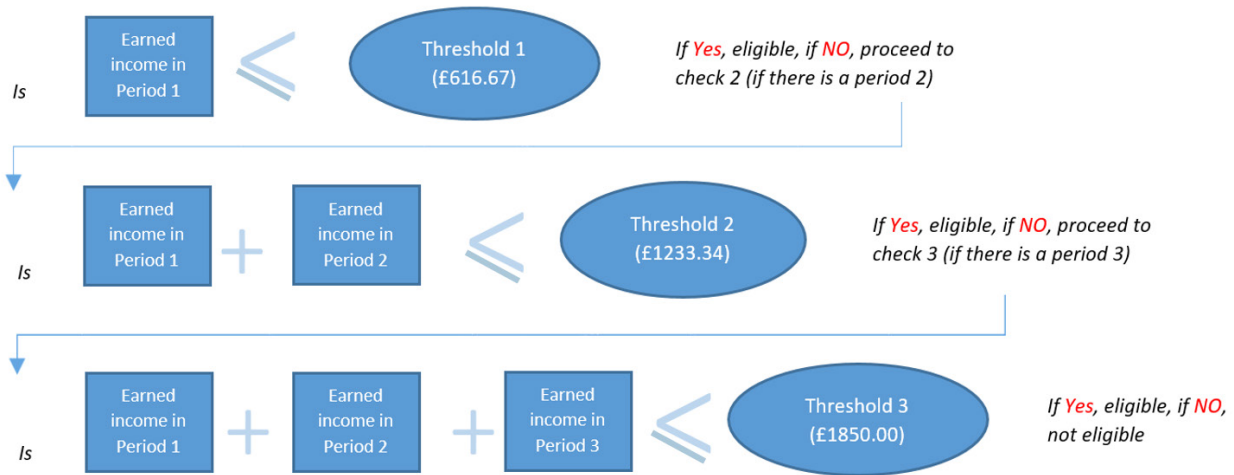 Is
Earned
income in
Period 1
⩽
Threshold 1
(£616.67)
If Yes, eligible, if NO, proceed to
check 2 (if there is a period 2)
Is
Earned
income in
Period 1
+
Earned
income in
Period 2
⩽
Threshold 2
(£1233.34)
If Yes, eligible, if NO, proceed to
check 3 (if there is a period 3)
Is
Earned
income in
Period 1
+
Earned
income in
Period 2
+
Earned
income in
Period 3
⩽
Threshold 3
(£1850.00)
If Yes, eligible, if NO,
not eligible